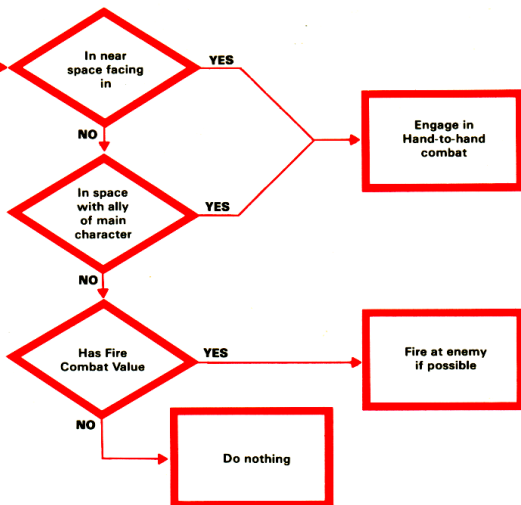 In near
space facing
in
YES
NO
Engage in
Hand-to-hand
combat
In space
with ally
of main
character
YES
NO
Has Fire
Combat Value
YES
NO
Fire at enemy
if possible
Do nothing